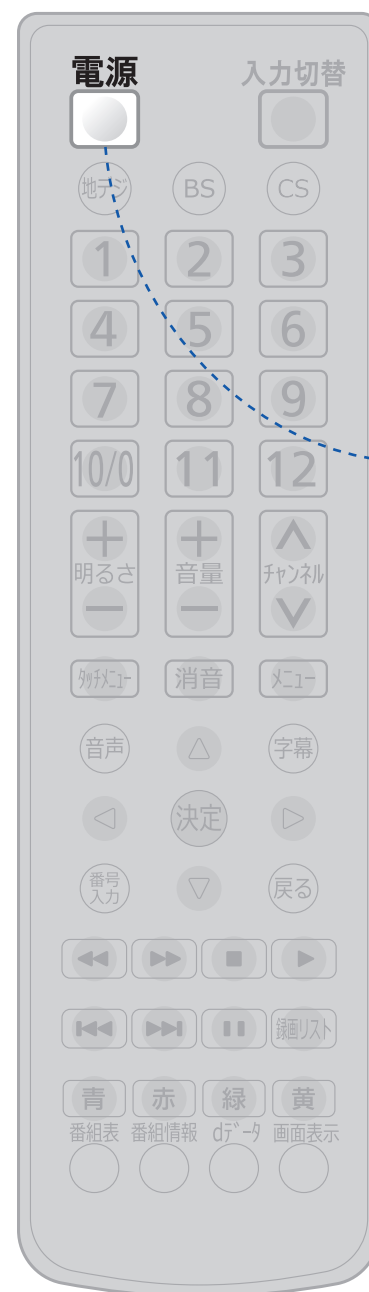 電源 入力切替
地デジ BS CS
1 2 3
4 5 6
7 8 9
10/0 11 12
明るさ 音量 チャンネル
タッチメニュー 消音 メニュー
音声 字幕
決定
番号
入力
戻る
録画リスト
青 赤 緑 黄
番組表 番組情報 dデータ 画面表示